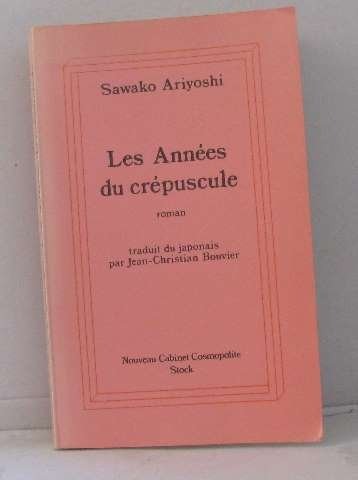 Sawako Ariyoshi
Les Années
du crépuscule
roman
traduit du japonais
par Jean-Christian Bouvier
Nouveau Cabinet Cosmopolite
Stock